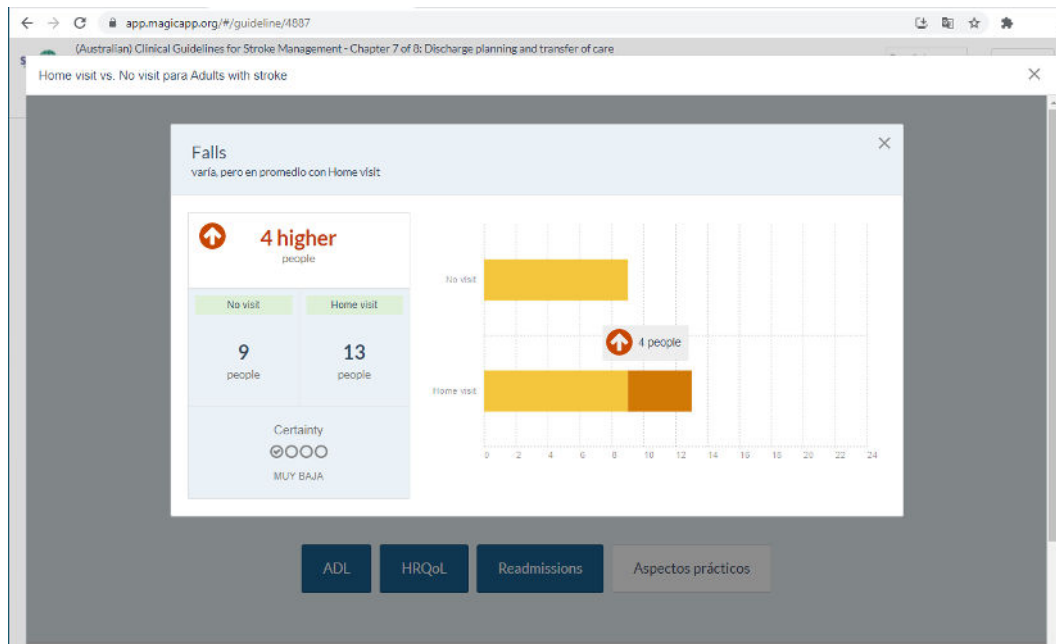 app.magicapp.org/#/guideline/4887
(Australian) Clinical Guidelines for Stroke Management - Chapter 7 of 8: Discharge planning and transfer of care
Home visit vs. No visit para Adults with stroke
Falls
varía, pero en promedio con Home visit
4 higher
people
No visit
Home visit
9
people
13
people
Certainty
MUY BAJA
No visit
4 people
Home visit
0 2 4 6 8 10 12 14 16 18 20 22 24
ADL
HRQoL
Readmissions
Aspectos prácticos